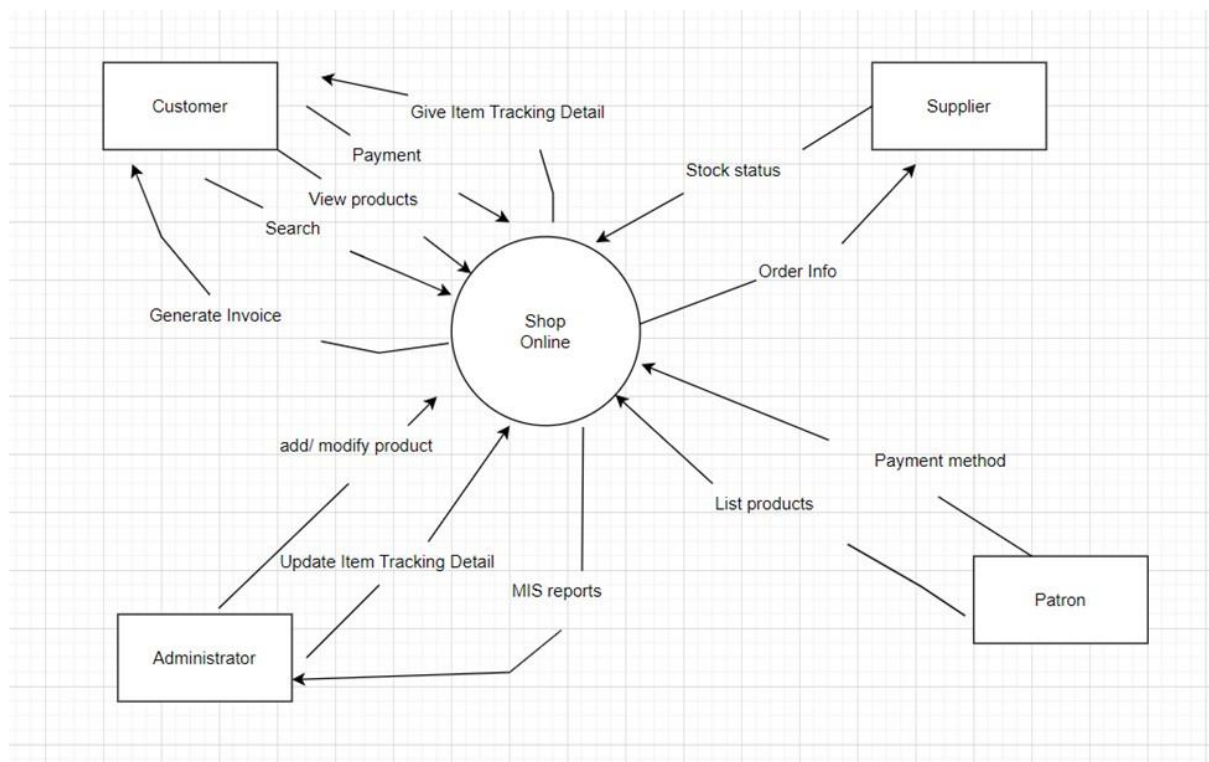 Customer
Supplier
Give Item Tracking Detail
Payment
Stock status
View products
Search
Order Info
Generate Invoice
Shop
Online
add/ modify product
Payment method
List products
Update Item Tracking Detail
MIS reports
Patron
Administrator